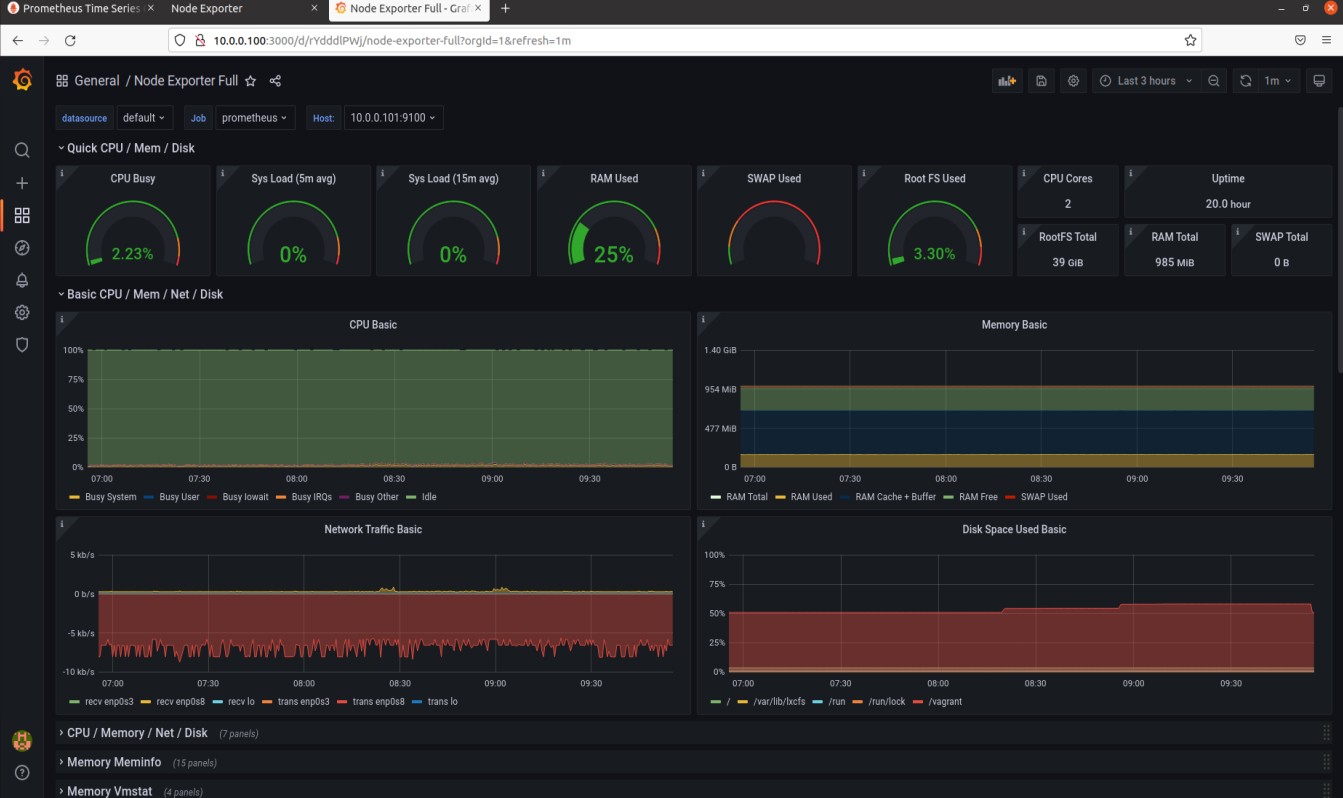 Prometheus Time Series
Node Exporter
Node Exporter Full - Graf
10.0.0.100:3000/d/rYdddlPWj/node-exporter-full?orgId=1&refresh=1m
General / Node Exporter Full
Last 3 hours
1m
datasource default Job prometheus Host: 10.0.0.101:9100
Quick CPU / Mem / Disk
CPU Busy
2.23%
Sys Load (5m avg)
0%
Sys Load (15m avg)
0%
RAM Used
25%
SWAP Used
Root FS Used
3.30%
CPU Cores
2
Uptime
20.0 hour
RootFS Total
39 GiB
RAM Total
985 MiB
SWAP Total
0 B
Basic CPU / Mem / Net / Disk
CPU Basic
100%
75%
50%
25%
0%
07:00 07:30 08:00 08:30 09:00 09:30
Busy System Busy User Busy Iowait Busy IRQs Busy Other Idle
Memory Basic
1.40 GiB
954 MiB
477 MiB
0 B
07:00 07:30 08:00 08:30 09:00 09:30
RAM Total RAM Used RAM Cache + Buffer RAM Free SWAP Used
Network Traffic Basic
5 kb/s
0 b/s
-5 kb/s
-10 kb/s
07:00 07:30 08:00 08:30 09:00 09:30
recv enp0s3 recv enp0s8 recv lo trans enp0s3 trans enp0s8 trans lo
Disk Space Used Basic
100%
75%
50%
25%
0%
07:00 07:30 08:00 08:30 09:00 09:30
/ /var/lib/lxcfs /run /run/lock /vagrant
CPU / Memory / Net / Disk (7 panels)
Memory Meminfo (15 panels)
Memory Vmstat (4 panels)